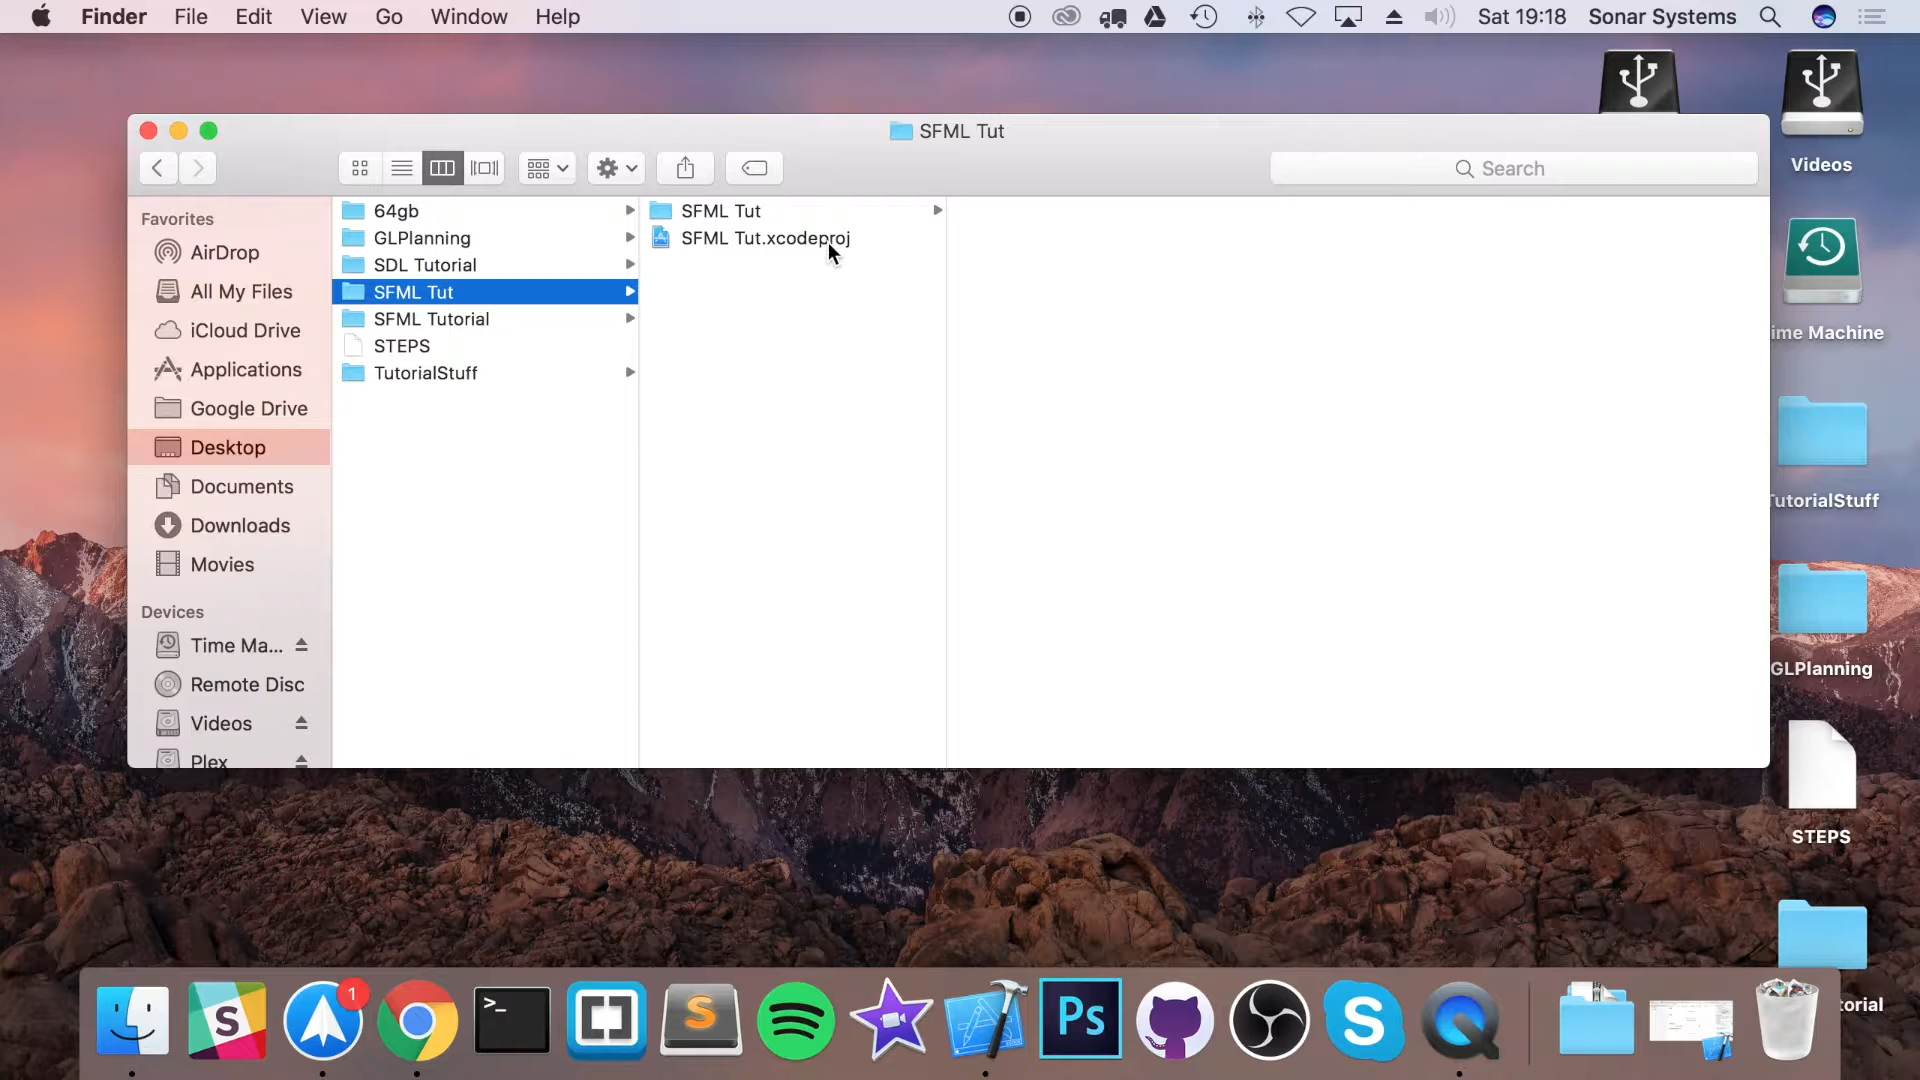 Finder File Edit View Go Window Help Sat 19:18 Sonar Systems
SFML Tut
Search
Favorites
AirDrop
All My Files
iCloud Drive
Applications
Google Drive
Desktop
Documents
Downloads
Movies
Devices
Time Ma...
Remote Disc
Videos
Plex
64gb
GLPlanning
SDL Tutorial
SFML Tut
SFML Tutorial
STEPS
TutorialStuff
SFML Tut
SFML Tut.xcodeproj
Videos
ime Machine
TutorialStuff
GLPlanning
STEPS
torial
S
1
>_
S
Ps
S